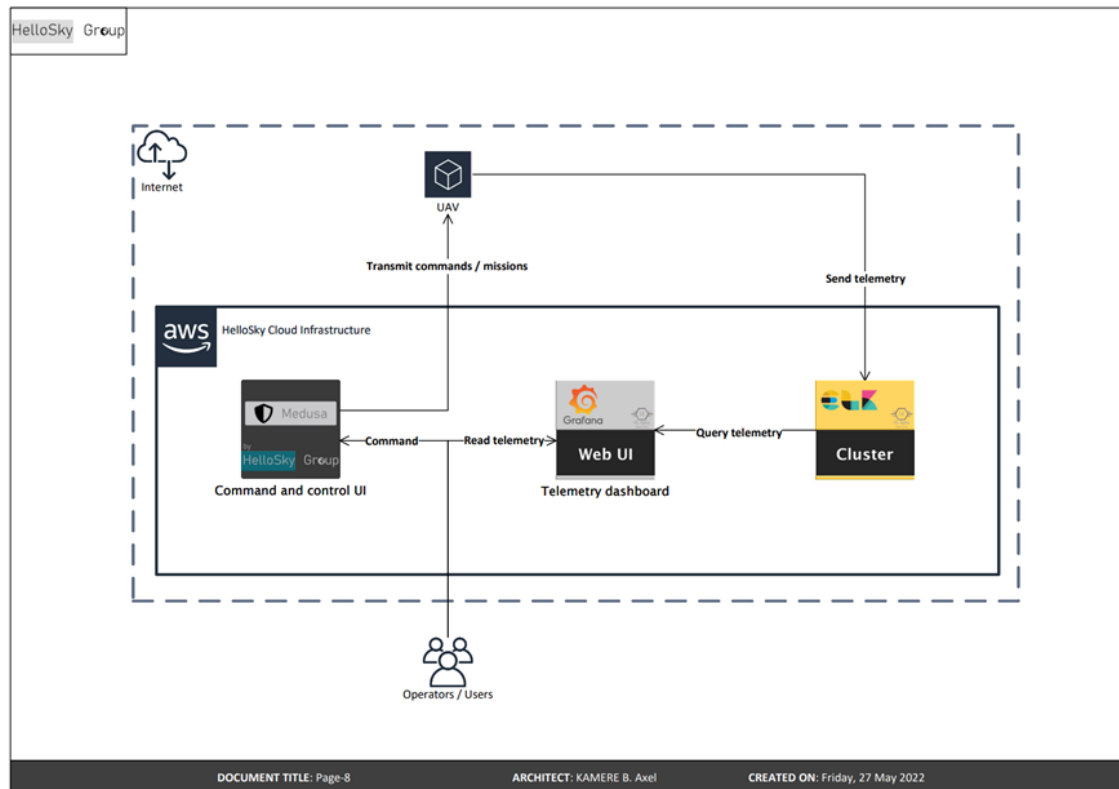 HelloSky Group
Internet
UAV
Transmit commands / missions
Send telemetry
aws
HelloSky Cloud Infrastructure
Medusa
by
HelloSky Group
Command
Read telemetry
Grafana
Web UI
Query telemetry
elk
Cluster
Command and control UI
Telemetry dashboard
Operators / Users
DOCUMENT TITLE: Page-8
ARCHITECT: KAMERE B. Axel
CREATED ON: Friday, 27 May 2022